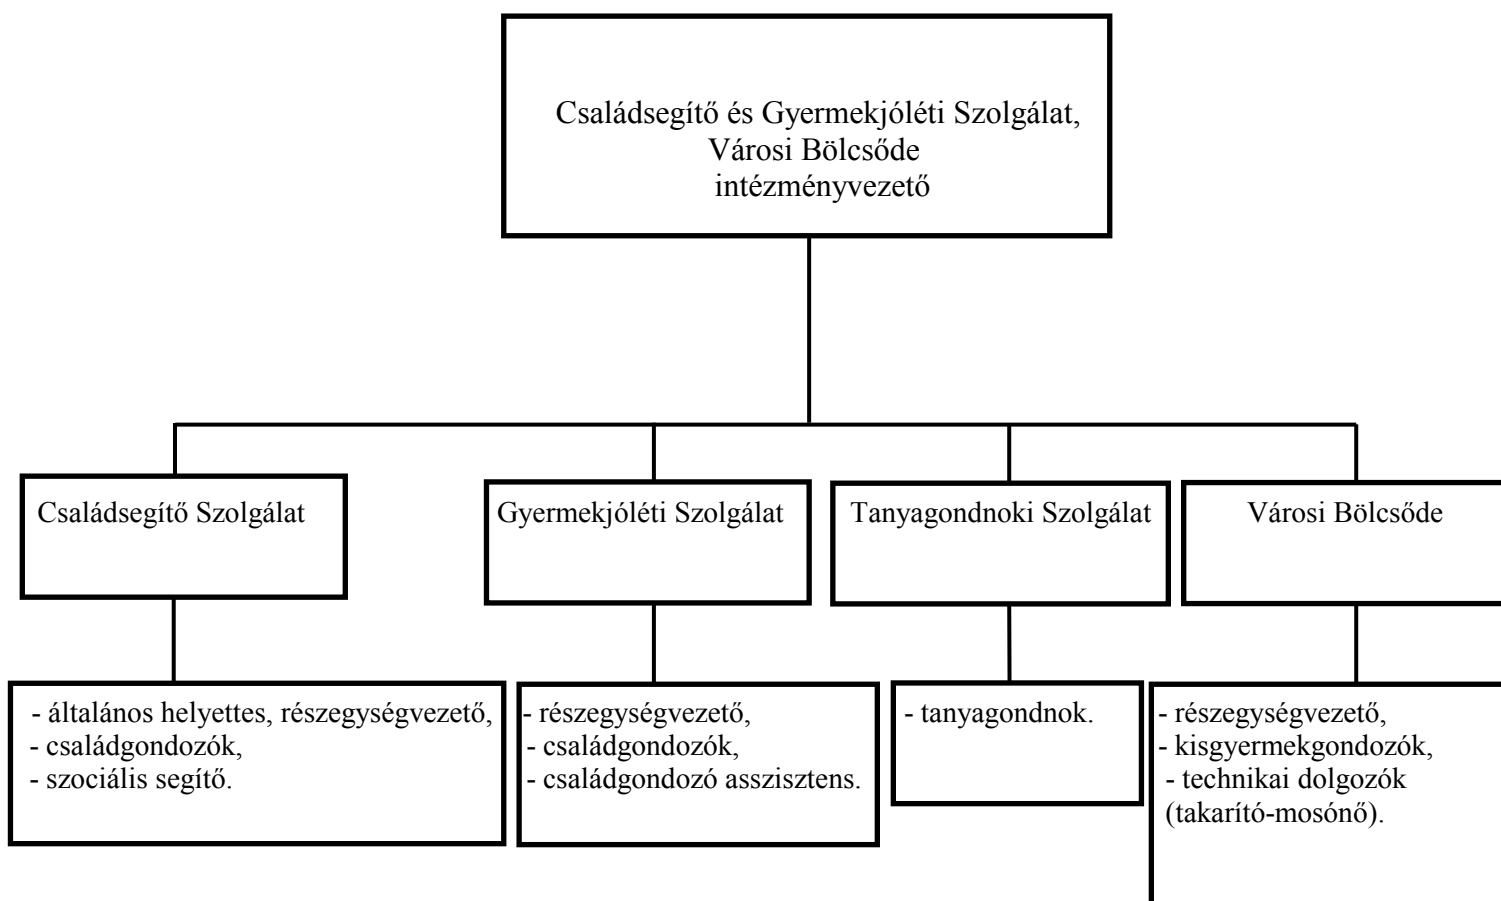 Családsegítő és Gyermekjóléti Szolgálat,
Városi Bölcsőde
intézményvezető
Családsegítő Szolgálat
Gyermekjóléti Szolgálat
Tanyagondnoki Szolgálat
Városi Bölcsőde
- általános helyettes, részegységvezető,
- családgondozók,
- szociális segítő.
- részegységvezető,
- családgondozók,
- családgondozó asszisztens.
- tanyagondnok.
- részegységvezető,
- kisgyermekgondozók,
- technikai dolgozók
(takarító-mosónő).